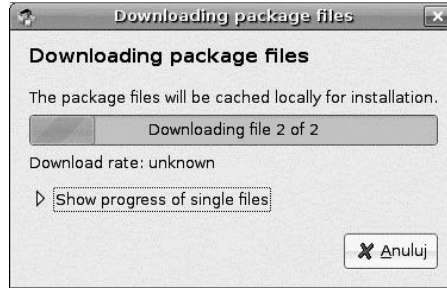 Downloading package files
Downloading package files
The package files will be cached locally for installation.
Downloading file 2 of 2
Download rate: unknown
Show progress of single files
Anuluj